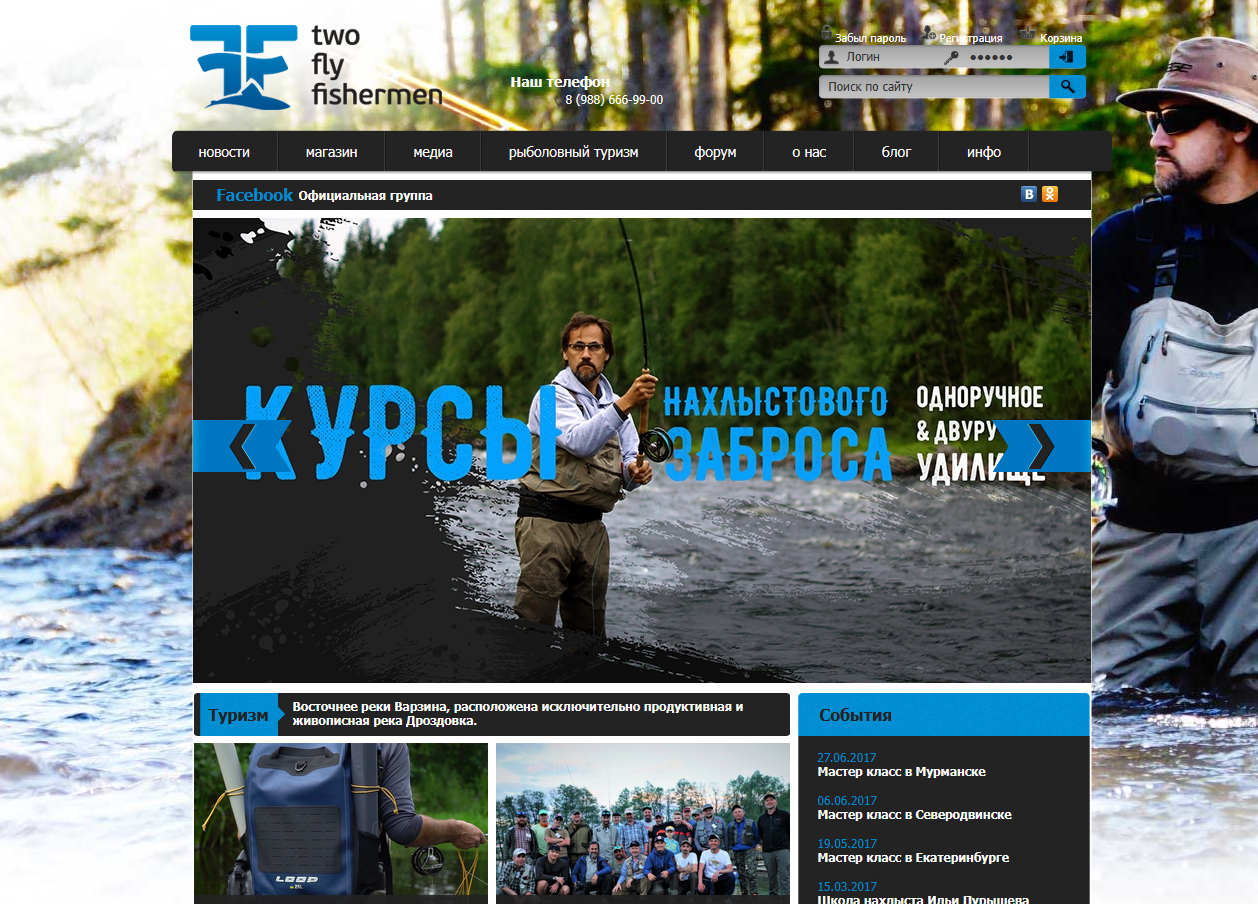 two
fly
fishermen
Наш телефон
8 (988) 666-99-00
Забыл пароль
Регистрация
Корзина
Логин
••••••
Поиск по сайту
новости
магазин
медиа
рыболовный туризм
форум
о нас
блог
инфо
Facebook Официальная группа
КУРСЫ
НАХЛЫСТОВОГО
ЗАБРОСА
ОДНОРУЧНОЕ
& ДВУРУ
УДИЛИЩЕ
Туризм
Восточнее реки Варзина, расположена исключительно продуктивная и
живописная река Дроздовка.
LOOP
События
27.06.2017
Мастер класс в Мурманске
06.06.2017
Мастер класс в Северодвинске
19.05.2017
Мастер класс в Екатеринбурге
15.03.2017
Школа нахлыста Ильи Пурышева